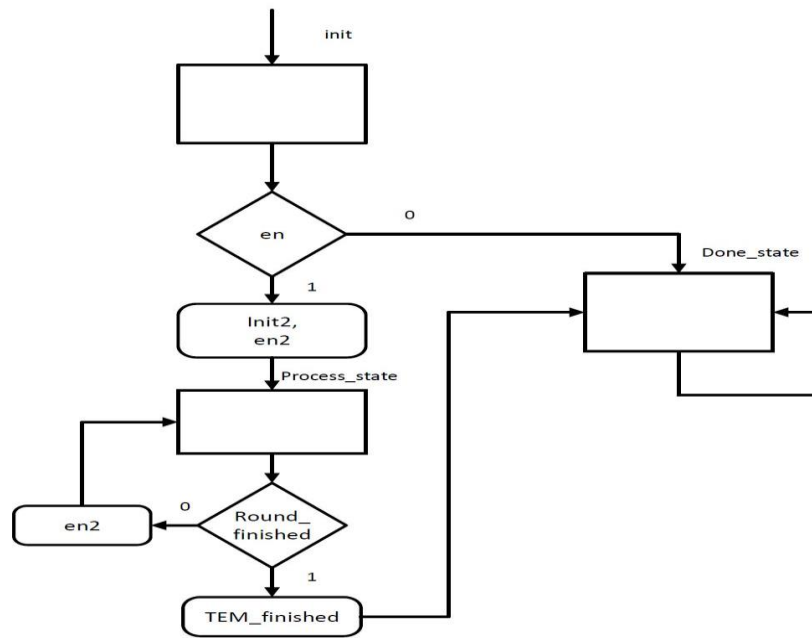 init
en
0
Done_state
1
Init2,
en2
Process_state
0
en2
Round_
finished
1
TEM_finished